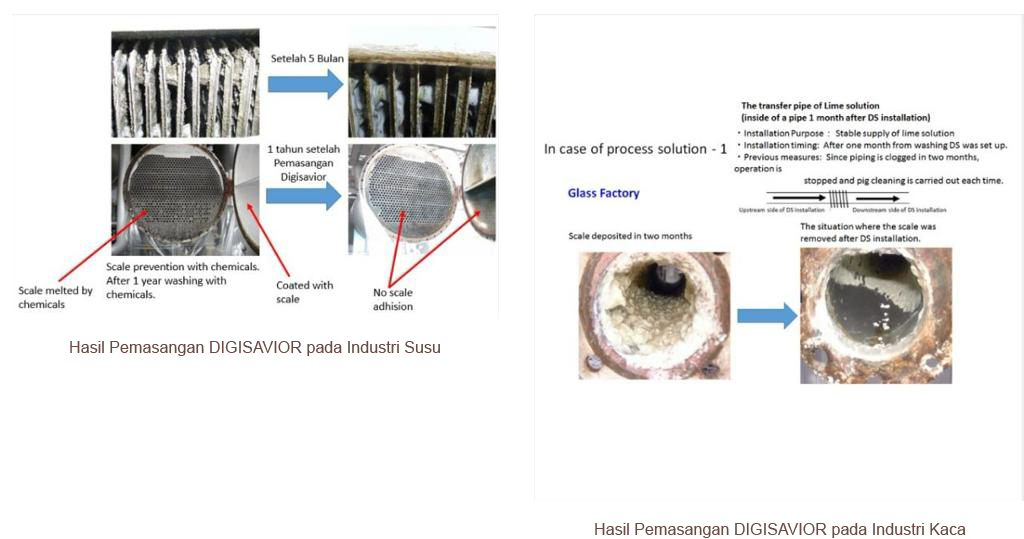 Setelah 5 Bulan
1 tahun setelah
Pemasangan
Digisavior
Scale melted by
chemicals
Scale prevention with chemicals.
After 1 year washing with
chemicals.
Coated with
scale
No scale
adhision
Hasil Pemasangan DIGISAVIOR pada Industri Susu
In case of process solution - 1
Glass Factory
The transfer pipe of Lime solution
(inside of a pipe 1 month after DS installation)
・Installation Purpose : Stable supply of lime solution
・Installation timing: After one month from washing DS was set up.
・Previous measures: Since piping is clogged in two months,
operation is
stopped and pig cleaning is carried out each time.
Upstream side of DS installation
Downstream side of DS installation
Scale deposited in two months
The situation where the scale was
removed after DS installation.
Hasil Pemasangan DIGISAVIOR pada Industri Kaca